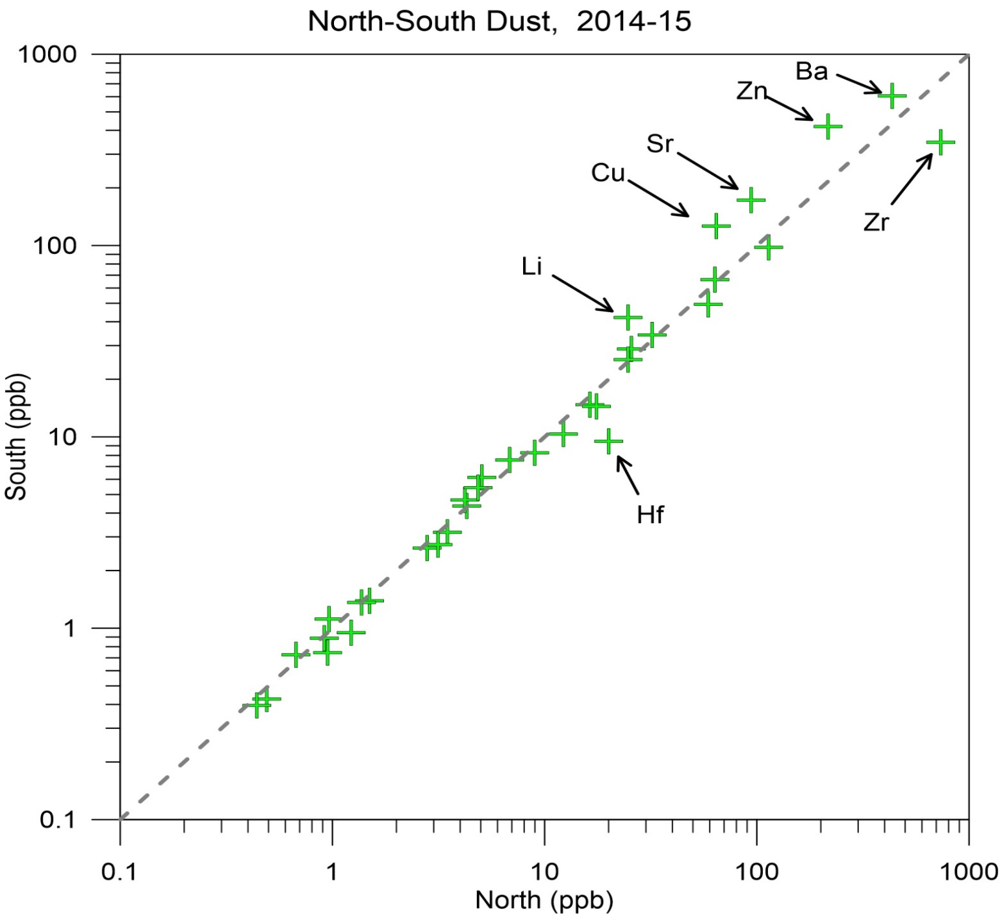 North-South Dust,  2014-15
1000
Ba
Zn
Sr
Cu
Zr
100
Li
South (ppb)
10
Hf
1
0.1
0.1 1 10 100 1000
North (ppb)